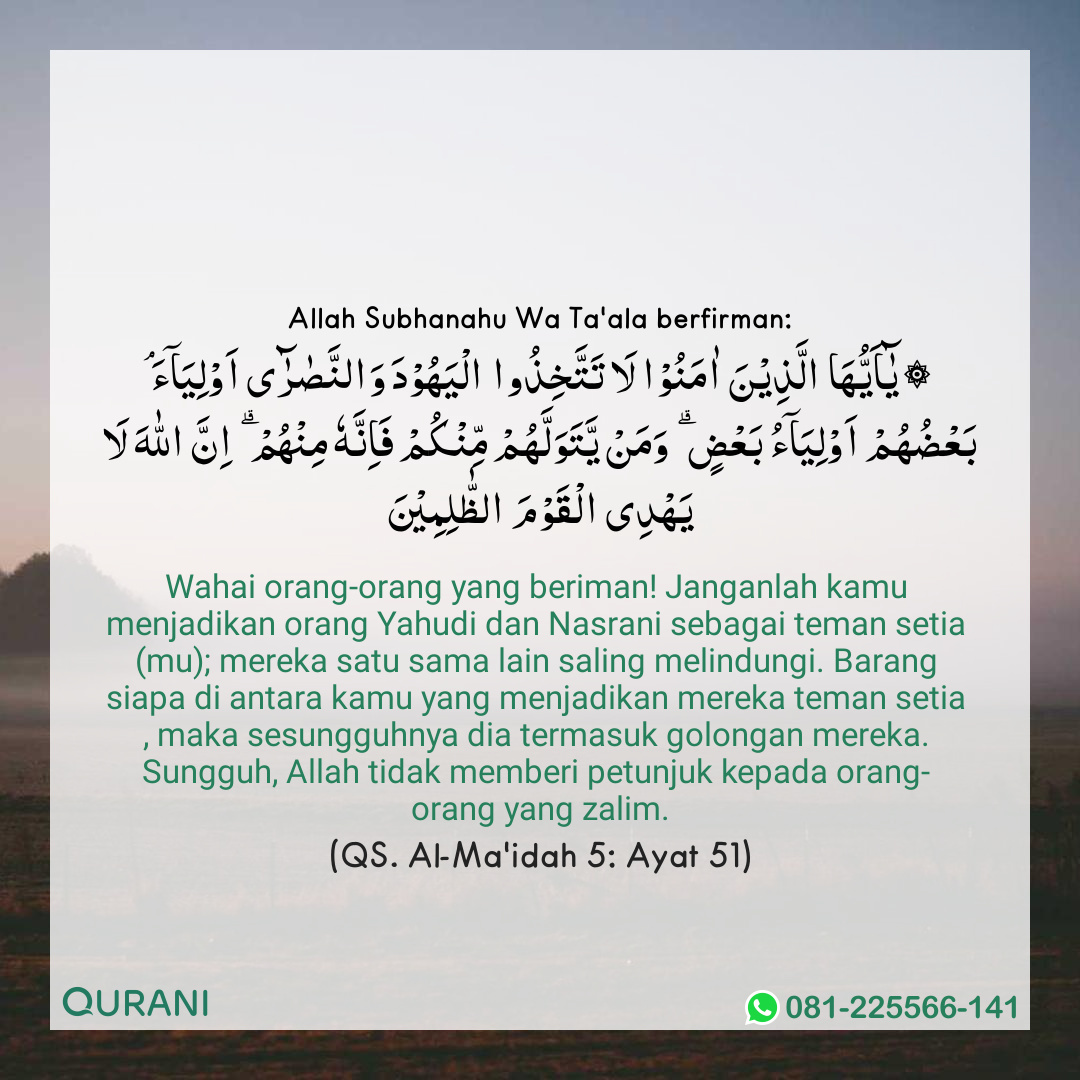 Allah Subhanahu Wa Ta'ala berfirman:
۞ يٰٓاَيُّهَا الَّذِيْنَ اٰمَنُوْا لَا تَتَّخِذُوا الْيَهُوْدَ وَالنَّصٰرٰٓى اَوْلِيَاۤءَ ۘ
بَعْضُهُمْ اَوْلِيَاۤءُ بَعْضٍ ۗ وَمَنْ يَّتَوَلَّهُمْ مِّنْكُمْ فَاِنَّهٗ مِنْهُمْ ۗ اِنَّ اللّٰهَ لَا
يَهْدِى الْقَوْمَ الظّٰلِمِيْنَ
Wahai orang-orang yang beriman! Janganlah kamu
menjadikan orang Yahudi dan Nasrani sebagai teman setia
(mu); mereka satu sama lain saling melindungi. Barang
siapa di antara kamu yang menjadikan mereka teman setia
, maka sesungguhnya dia termasuk golongan mereka.
Sungguh, Allah tidak memberi petunjuk kepada orang-
orang yang zalim.
(QS. Al-Ma'idah 5: Ayat 51)
QURANI
081-225566-141